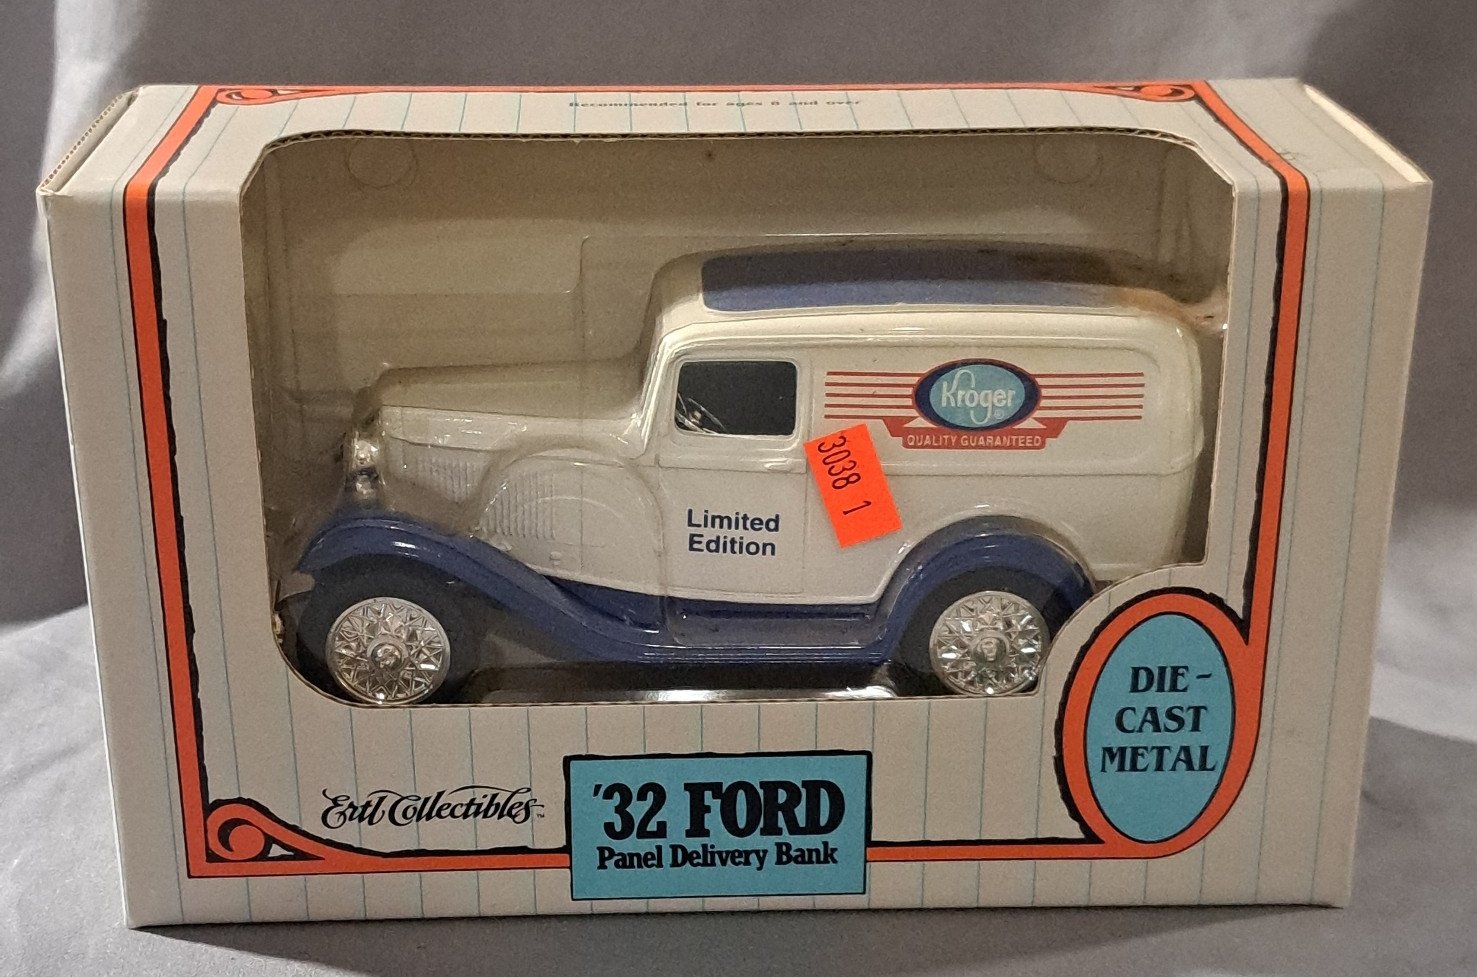 Recommended for ages 8 and over
Kroger
®
QUALITY GUARANTEED
3038 1
Limited
Edition
DIE-
CAST
METAL
Ertl Collectibles™
'32 FORD
Panel Delivery Bank